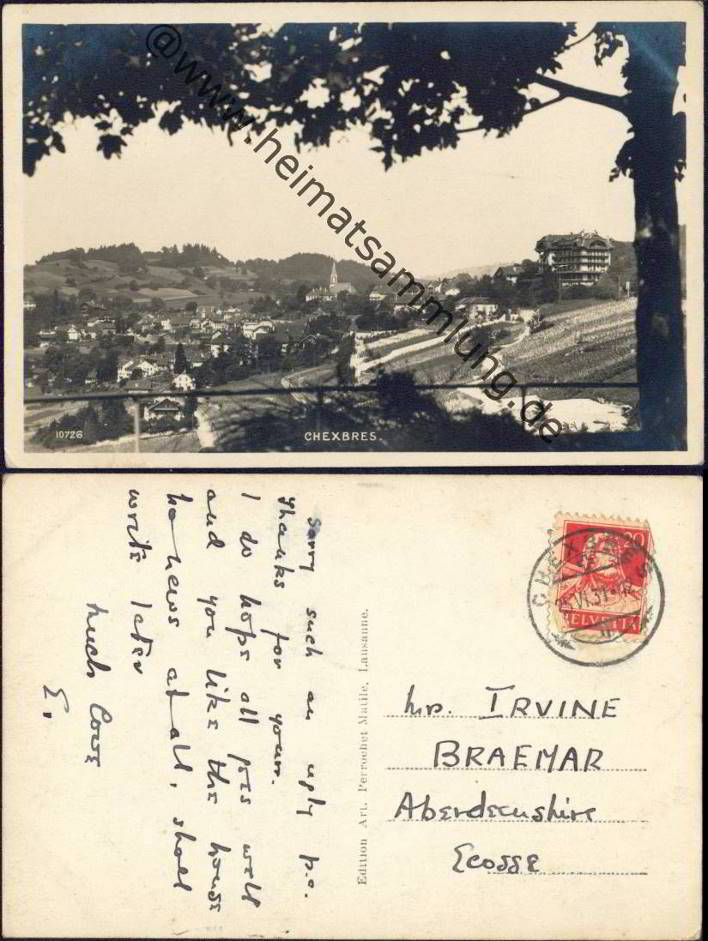 @www.heimatsammlung.de
10726
CHEXBRES.
Sorry such an ugly p.c.
Thanks for yours.
I do hope all goes well
and you like the house
no news at all, shall
write later
much love
E.
Edition Art. Perrochet Matile, Lausanne.
20
HELVETIA
Mrs. IRVINE
BRAEMAR
Aberdeenshire
Ecosse